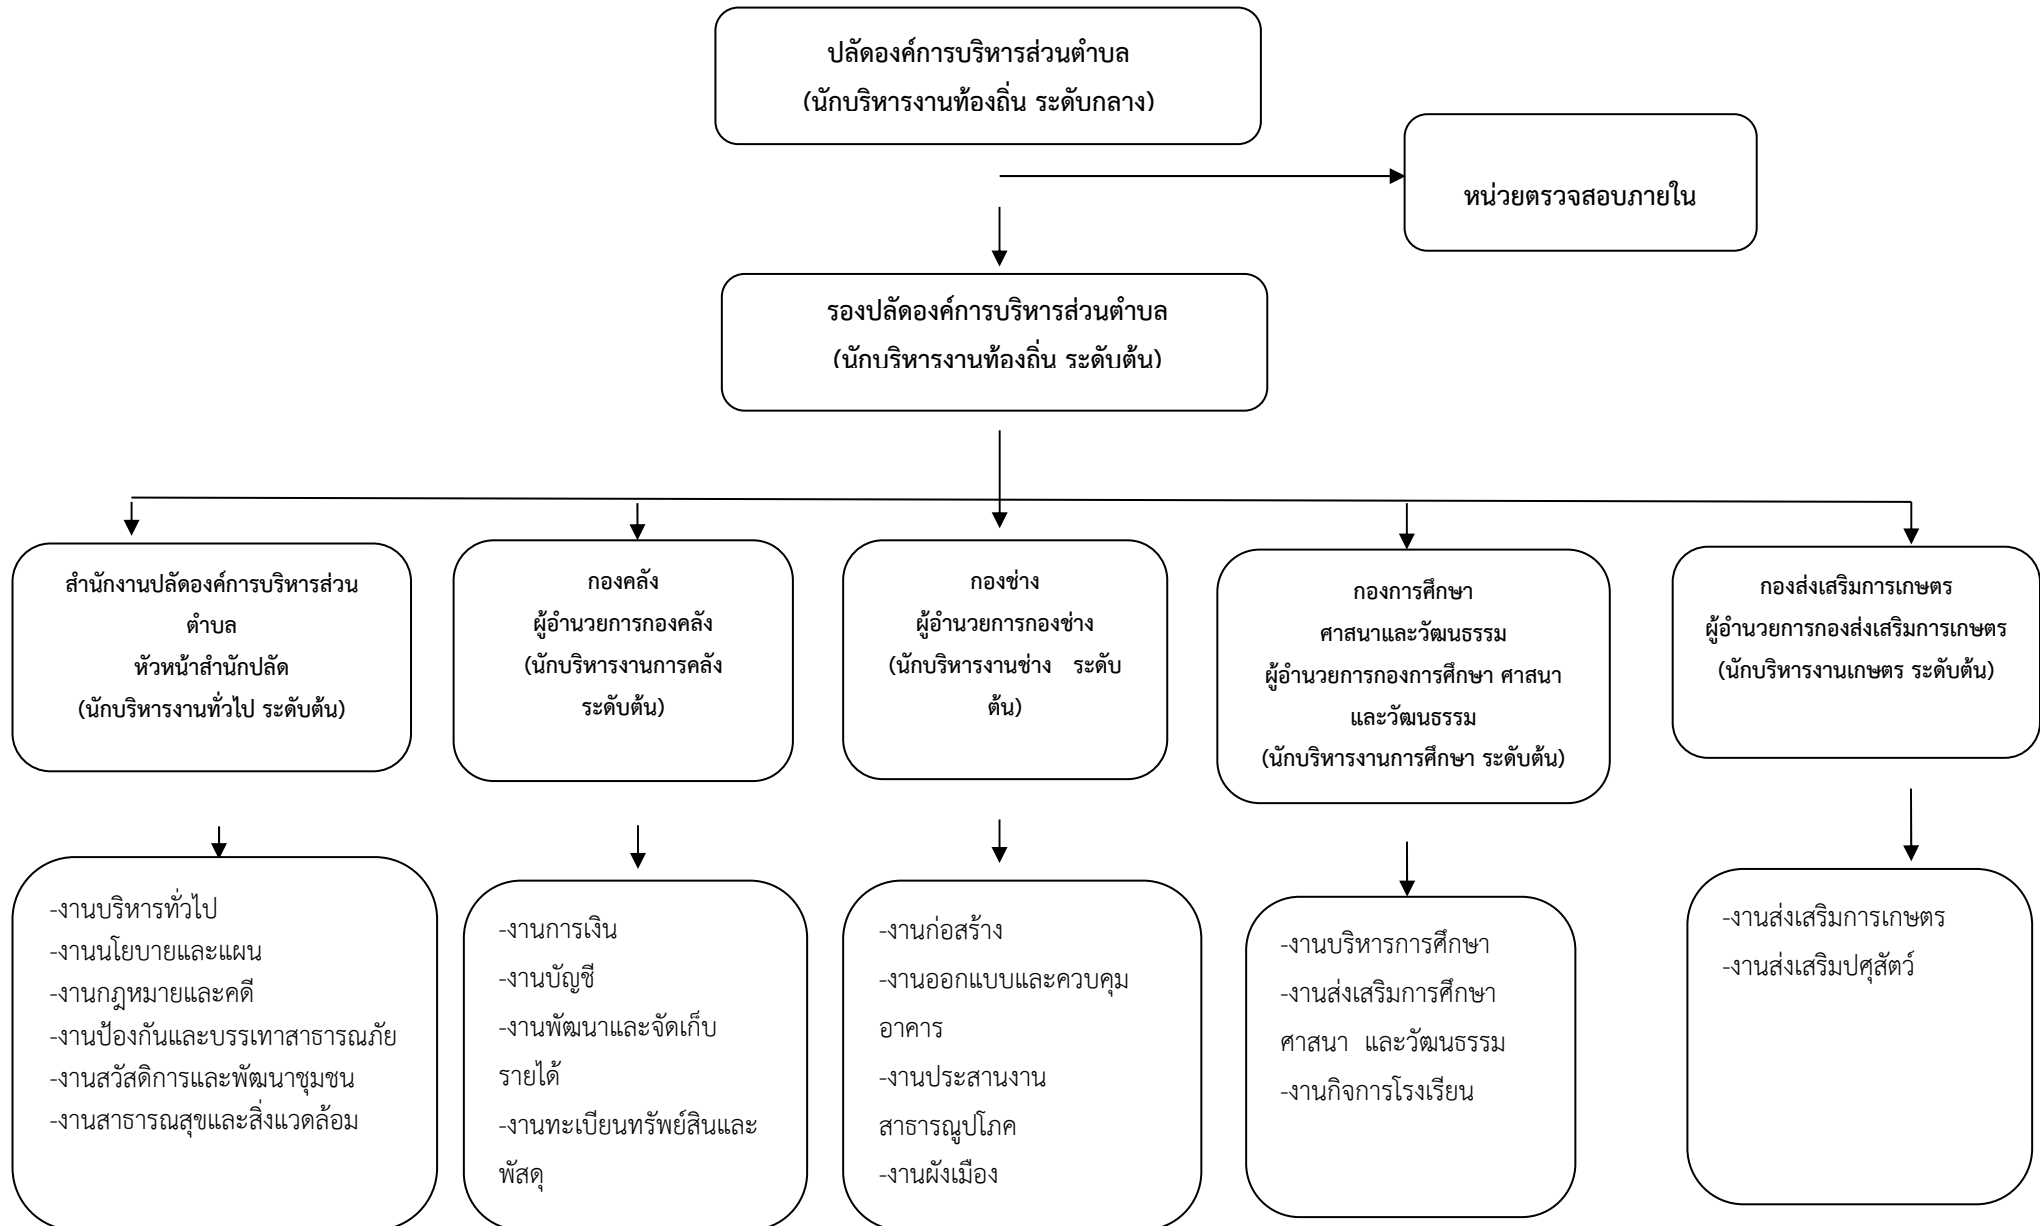 ปลัดองค์การบริหารส่วนตำบล
(นักบริหารงานท้องถิ่น ระดับกลาง)
หน่วยตรวจสอบภายใน
รองปลัดองค์การบริหารส่วนตำบล
(นักบริหารงานท้องถิ่น ระดับต้น)
สำนักงานปลัดองค์การบริหารส่วน
ตำบล
หัวหน้าสำนักปลัด
(นักบริหารงานทั่วไป ระดับต้น)
กองคลัง
ผู้อำนวยการกองคลัง
(นักบริหารงานการคลัง
ระดับต้น)
กองช่าง
ผู้อำนวยการกองช่าง
(นักบริหารงานช่าง ระดับ
ต้น)
กองการศึกษา
ศาสนาและวัฒนธรรม
ผู้อำนวยการกองการศึกษา ศาสนา
และวัฒนธรรม
(นักบริหารงานการศึกษา ระดับต้น)
กองส่งเสริมการเกษตร
ผู้อำนวยการกองส่งเสริมการเกษตร
(นักบริหารงานเกษตร ระดับต้น)
-งานบริหารทั่วไป
-งานนโยบายและแผน
-งานกฎหมายและคดี
-งานป้องกันและบรรเทาสาธารณภัย
-งานสวัสดิการและพัฒนาชุมชน
-งานสาธารณสุขและสิ่งแวดล้อม
-งานการเงิน
-งานบัญชี
-งานพัฒนาและจัดเก็บ
รายได้
-งานทะเบียนทรัพย์สินและ
พัสดุ
-งานก่อสร้าง
-งานออกแบบและควบคุม
อาคาร
-งานประสานงาน
สาธารณูปโภค
-งานผังเมือง
-งานบริหารการศึกษา
-งานส่งเสริมการศึกษา
ศาสนา และวัฒนธรรม
-งานกิจการโรงเรียน
-งานส่งเสริมการเกษตร
-งานส่งเสริมปศุสัตว์